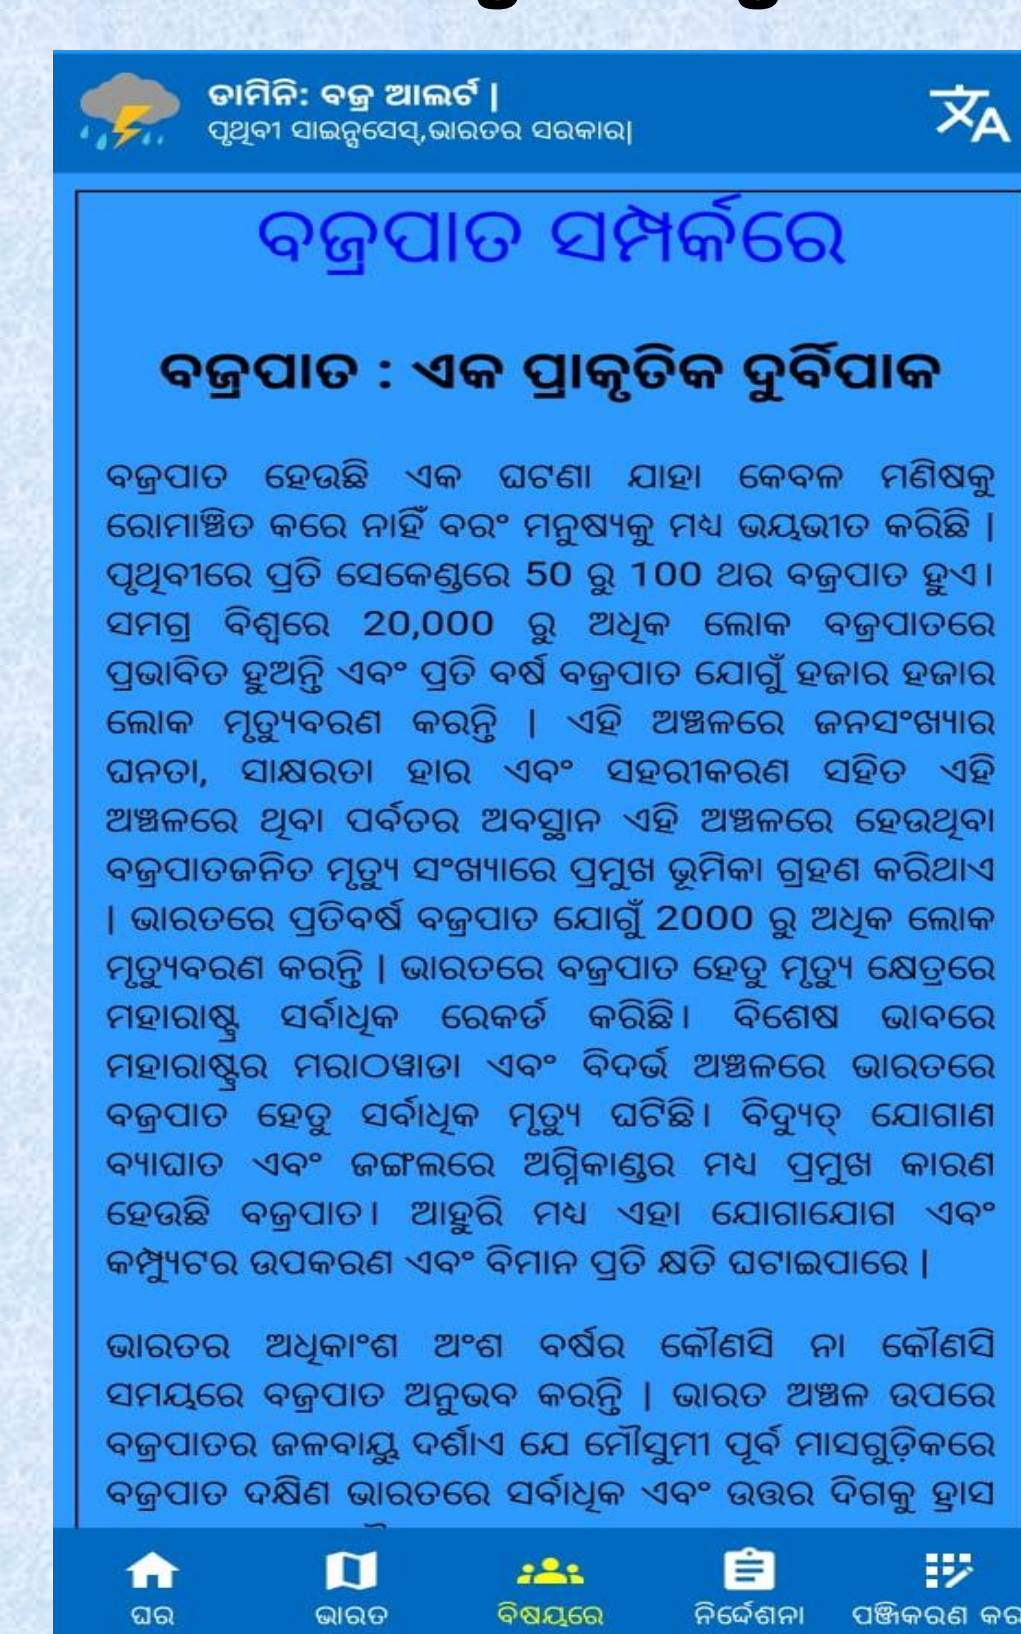 ଡାମିନି: ବଜ୍ର ଆଲର୍ଟ |
ପୃଥିବୀ ସାଇନ୍ସସେସ୍,ଭାରତର ସରକାର|
ବଜ୍ରପାତ ସମ୍ପର୍କରେ
ବଜ୍ରପାତ : ଏକ ପ୍ରାକୃତିକ ଦୁର୍ବିପାକ
ବଜ୍ରପାତ ହେଉଛି ଏକ ଘଟଣା ଯାହା କେବଳ ମଣିଷକୁ
ରୋମାଞ୍ଚିତ କରେ ନାହିଁ ବରଂ ମନୁଷ୍ୟକୁ ମଧ୍ୟ ଭୟଭୀତ କରିଛି |
ପୃଥିବୀରେ ପ୍ରତି ସେକେଣ୍ଡରେ 50 ରୁ 100 ଥର ବଜ୍ରପାତ ହୁଏ।
ସମଗ୍ର ବିଶ୍ୱରେ 20,000 ରୁ ଅଧିକ ଲୋକ ବଜ୍ରପାତରେ
ପ୍ରଭାବିତ ହୁଅନ୍ତି ଏବଂ ପ୍ରତି ବର୍ଷ ବଜ୍ରପାତ ଯୋଗୁଁ ହଜାର ହଜାର
ଲୋକ ମୃତ୍ୟୁବରଣ କରନ୍ତି | ଏହି ଅଞ୍ଚଳରେ ଜନସଂଖ୍ୟାର
ଘନତା, ସାକ୍ଷରତା ହାର ଏବଂ ସହରୀକରଣ ସହିତ ଏହି
ଅଞ୍ଚଳରେ ଥିବା ପର୍ବତର ଅବସ୍ଥାନ ଏହି ଅଞ୍ଚଳରେ ହେଉଥିବା
ବଜ୍ରପାତଜନିତ ମୃତ୍ୟୁ ସଂଖ୍ୟାରେ ପ୍ରମୁଖ ଭୂମିକା ଗ୍ରହଣ କରିଥାଏ
| ଭାରତରେ ପ୍ରତିବର୍ଷ ବଜ୍ରପାତ ଯୋଗୁଁ 2000 ରୁ ଅଧିକ ଲୋକ
ମୃତ୍ୟୁବରଣ କରନ୍ତି | ଭାରତରେ ବଜ୍ରପାତ ହେତୁ ମୃତ୍ୟୁ କ୍ଷେତ୍ରରେ
ମହାରାଷ୍ଟ୍ର ସର୍ବାଧିକ ରେକର୍ଡ କରିଛି। ବିଶେଷ ଭାବରେ
ମହାରାଷ୍ଟ୍ରର ମରାଠୱାଡା ଏବଂ ବିଦର୍ଭ ଅଞ୍ଚଳରେ ଭାରତରେ
ବଜ୍ରପାତ ହେତୁ ସର୍ବାଧିକ ମୃତ୍ୟୁ ଘଟିଛି। ବିଦ୍ୟୁତ୍ ଯୋଗାଣ
ବ୍ୟାଘାତ ଏବଂ ଜଙ୍ଗଲରେ ଅଗ୍ନିକାଣ୍ଡର ମଧ୍ୟ ପ୍ରମୁଖ କାରଣ
ହେଉଛି ବଜ୍ରପାତ। ଆହୁରି ମଧ୍ୟ ଏହା ଯୋଗାଯୋଗ ଏବଂ
କମ୍ପ୍ୟୁଟର ଉପକରଣ ଏବଂ ବିମାନ ପ୍ରତି କ୍ଷତି ଘଟାଇପାରେ |
ଭାରତର ଅଧିକାଂଶ ଅଂଶ ବର୍ଷର କୌଣସି ନା କୌଣସି
ସମୟରେ ବଜ୍ରପାତ ଅନୁଭବ କରନ୍ତି | ଭାରତ ଅଞ୍ଚଳ ଉପରେ
ବଜ୍ରପାତର ଜଳବାୟୁ ଦର୍ଶାଏ ଯେ ମୌସୁମୀ ପୂର୍ବ ମାସଗୁଡ଼ିକରେ
ବଜ୍ରପାତ ଦକ୍ଷିଣ ଭାରତରେ ସର୍ବାଧିକ ଏବଂ ଉତ୍ତର ଦିଗକୁ ହ୍ରାସ
ଘର ଭାରତ ବିଷୟରେ ନିର୍ଦ୍ଦେଶନା ପଞ୍ଜିକରଣ କର